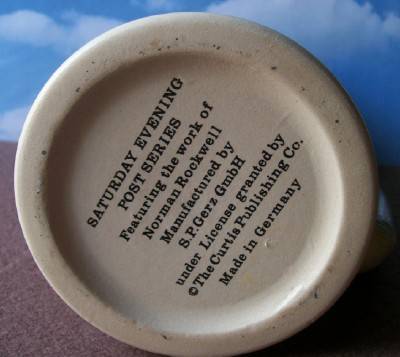 SATURDAY EVENING
POST SERIES
Featuring the work of
Norman Rockwell
Manufactured by
S.P.Gerz GmbH
under License granted by
©The Curtis Publishing Co.
Made in Germany